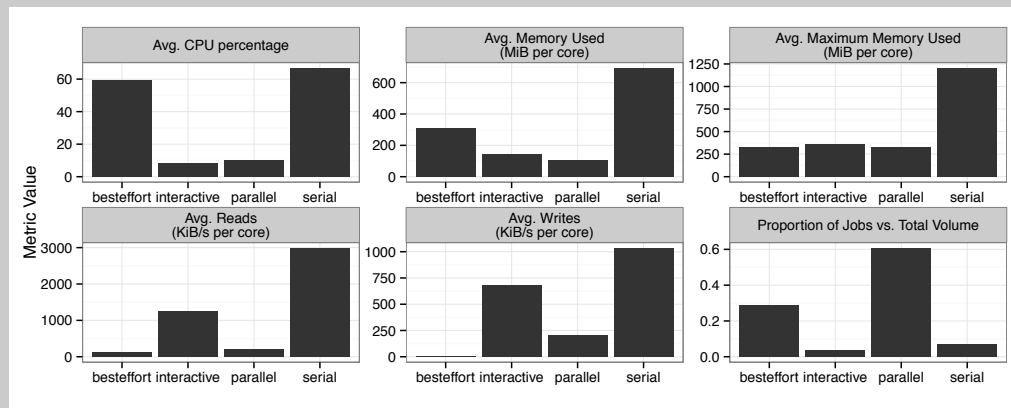 Avg. CPU percentage
Avg. Memory Used
(MiB per core)
Avg. Maximum Memory Used
(MiB per core)
60
40
20
0
600
400
200
0
1250
1000
750
500
250
0
besteffort interactive parallel serial
besteffort interactive parallel serial
besteffort interactive parallel serial
Metric Value
Avg. Reads
(KiB/s per core)
Avg. Writes
(KiB/s per core)
Proportion of Jobs vs. Total Volume
3000
2000
1000
0
1000
750
500
250
0
0.6
0.4
0.2
0.0
besteffort interactive parallel serial
besteffort interactive parallel serial
besteffort interactive parallel serial